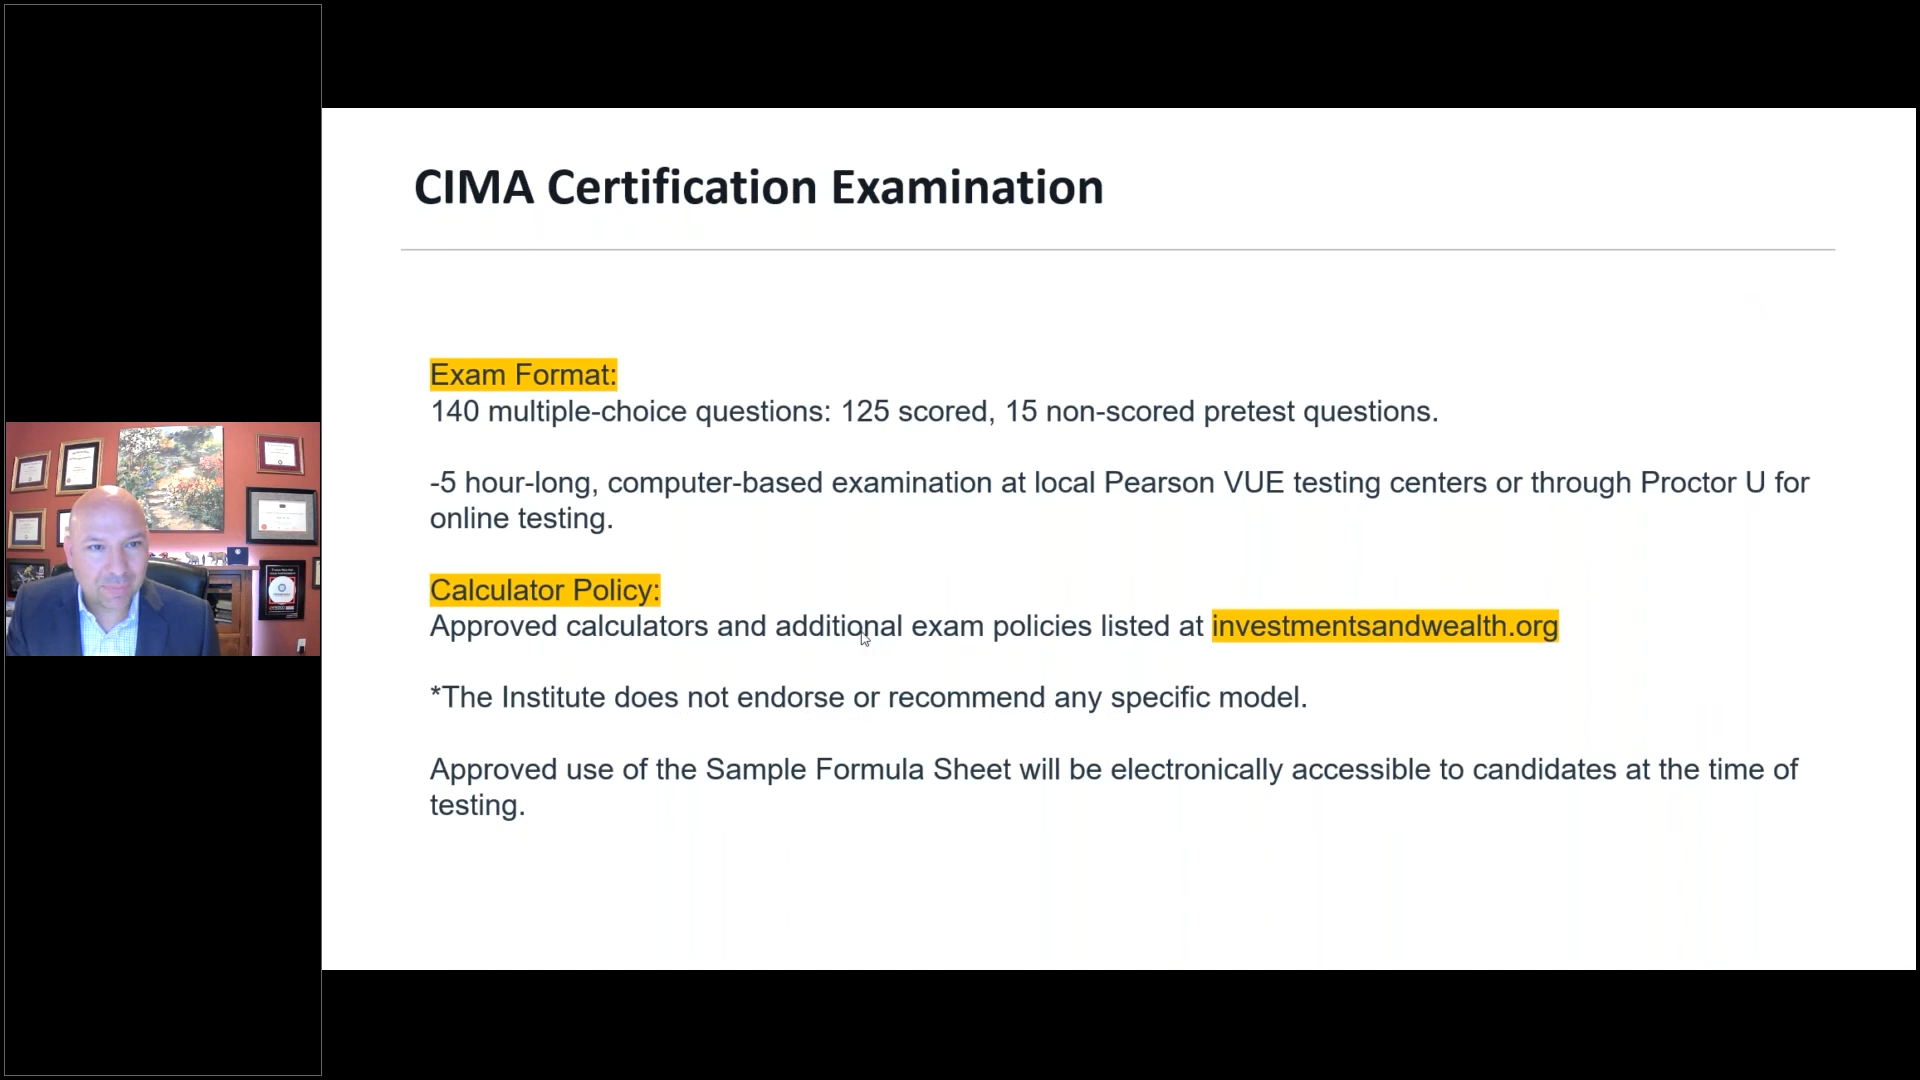 CIMA Certification Examination
Exam Format:
140 multiple-choice questions: 125 scored, 15 non-scored pretest questions.
-5 hour-long, computer-based examination at local Pearson VUE testing centers or through Proctor U for
online testing.
Calculator Policy:
Approved calculators and additional exam policies listed at investmentsandwealth.org
*The Institute does not endorse or recommend any specific model.
Approved use of the Sample Formula Sheet will be electronically accessible to candidates at the time of
testing.